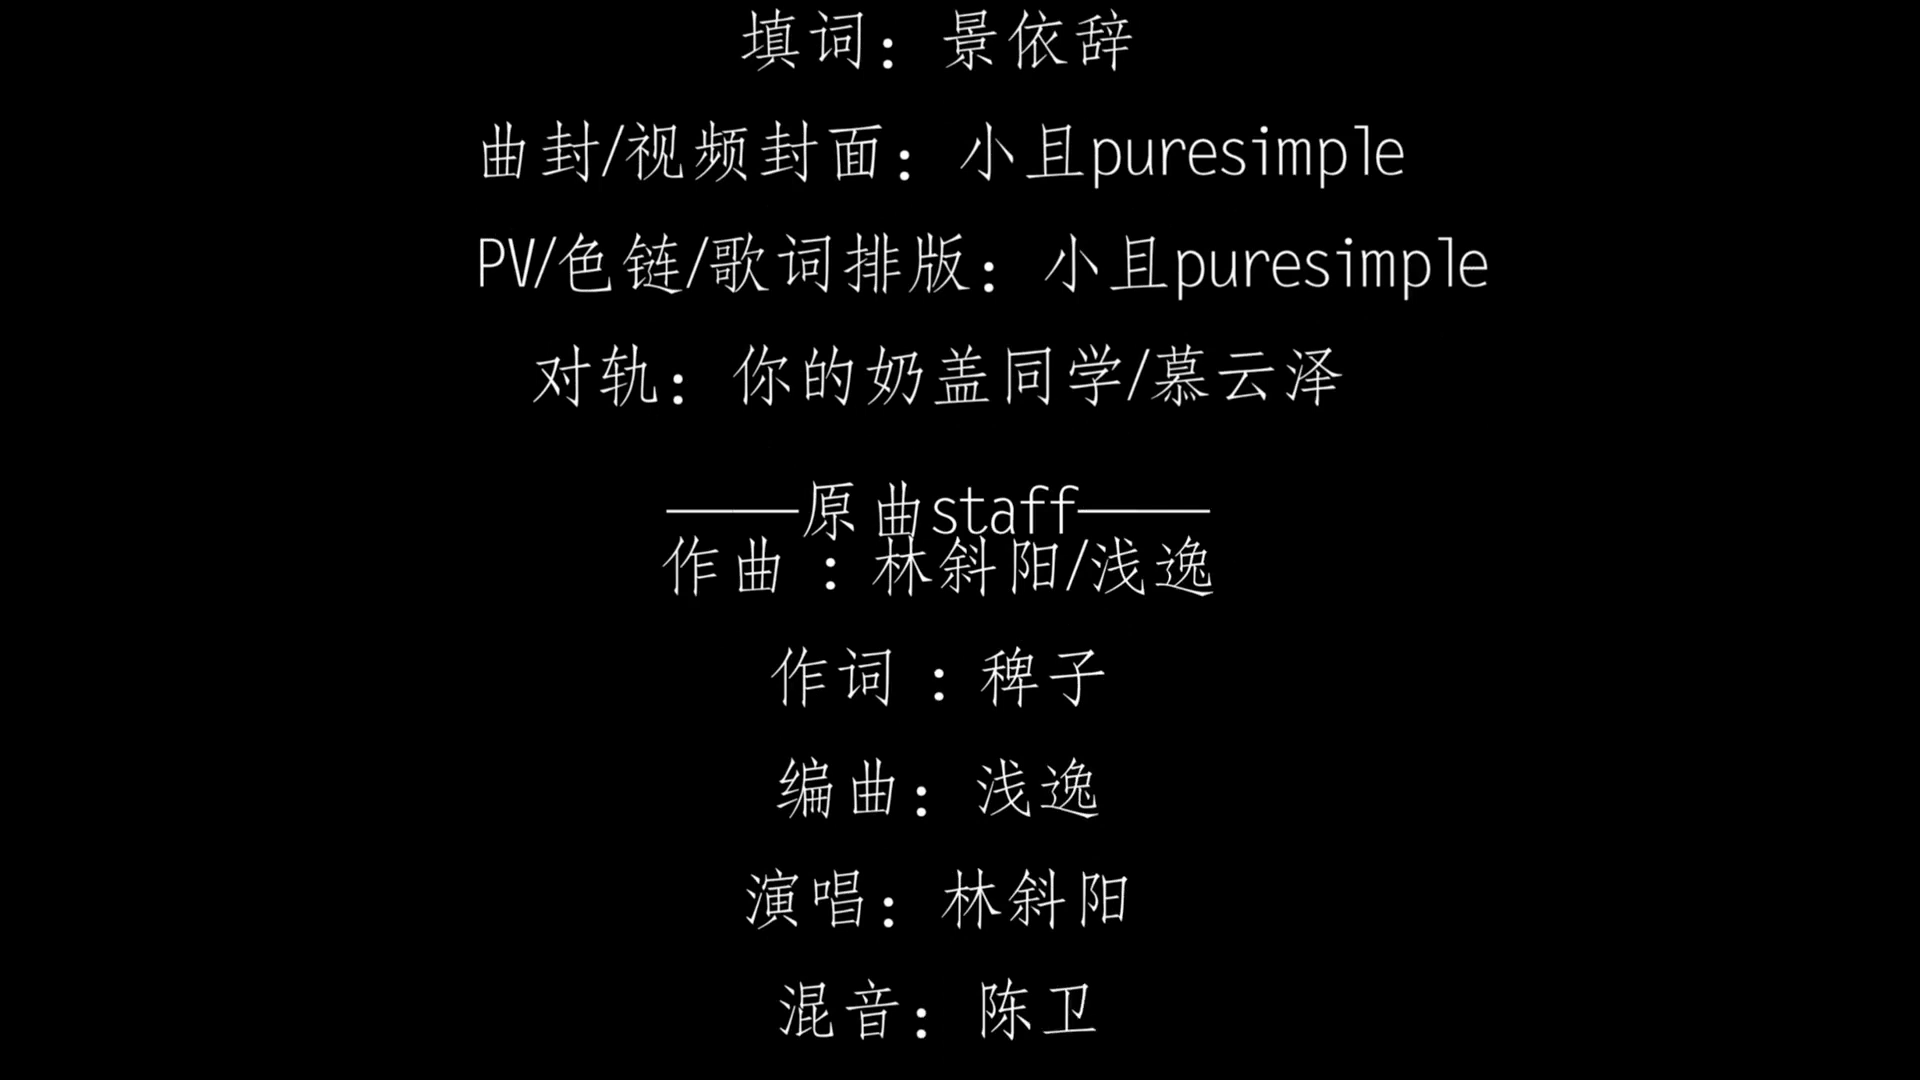 填词：景依辞
曲封/视频封面：小且puresimple
PV/色链/歌词排版：小且puresimple
对轨：你的奶盖同学/慕云泽
——原曲staff——
作曲 ：林斜阳/浅逸
作词 ：稗子
编曲：浅逸
演唱：林斜阳
混音：陈卫